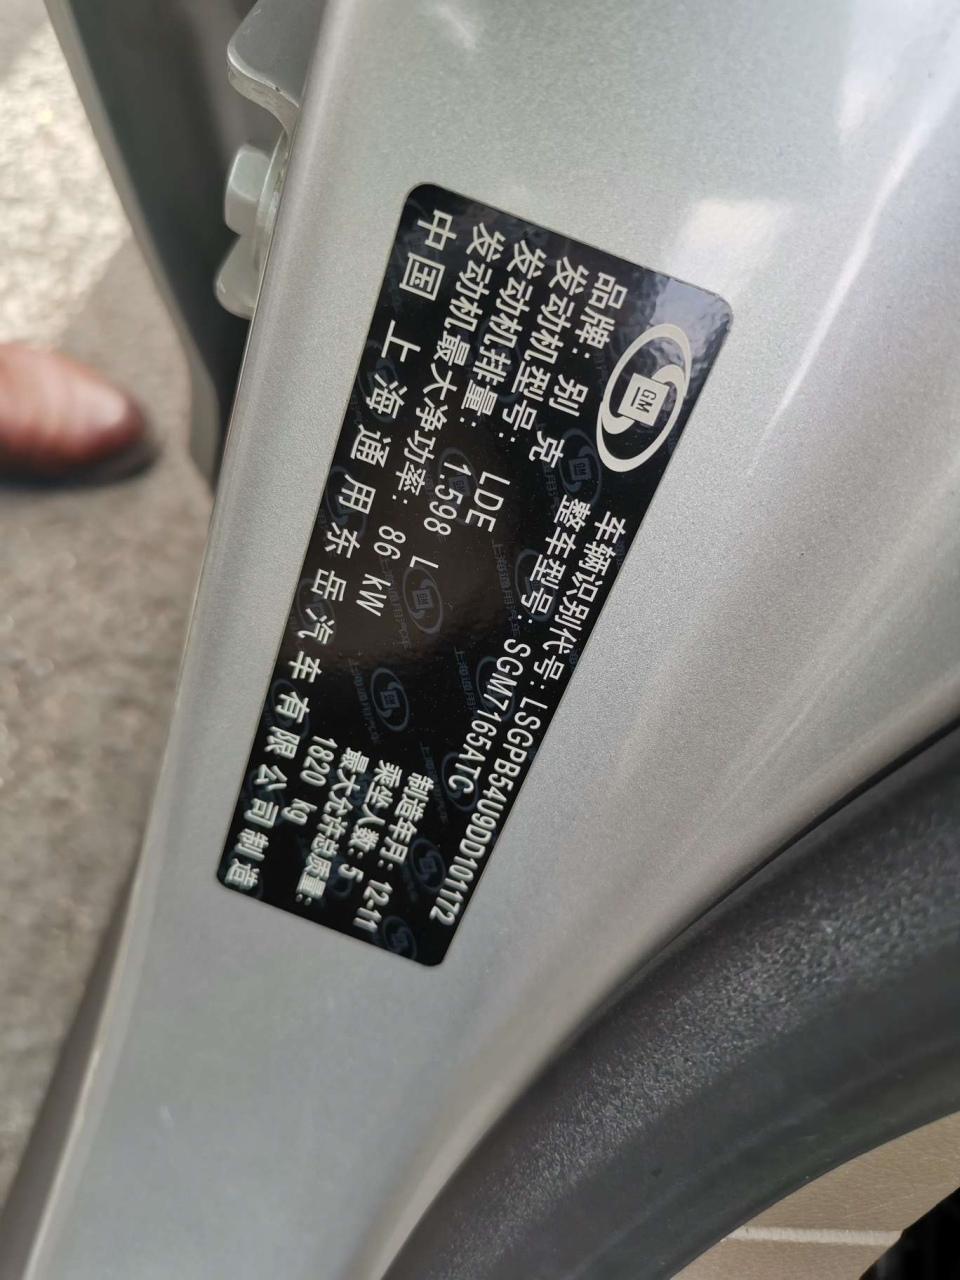 GM
车辆识别代号: LSGPB54U9DD101172
品牌: 别 克 整车型号: SGM7165ATC
发动机型号: LDE 制造年月: 12-11
发动机排量: 1.598 L 乘坐人数: 5
发动机最大净功率: 86 kW 最大允许总质量: 1820 kg
中国 上海通用东岳汽车有限公司制造